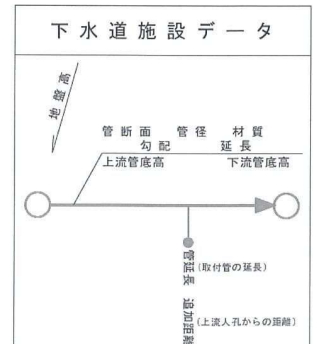 下水道施設データ
地盤高
管断面 管径 材質
勾配 延長
上流管底高 下流管底高
管延長 (取付管の延長)
追加距離 (上流人孔からの距離)